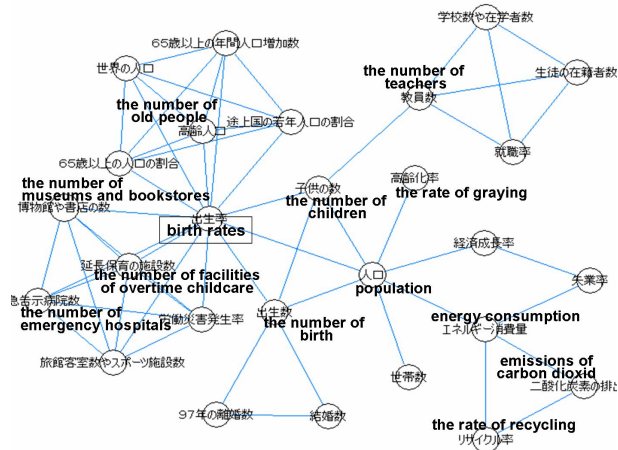 学校数や在学者数
65歳以上の年間人口増加数
世界の人口
the number of
teachers
生徒の在籍者数
教員数
the number of
old people
途上国の若年人口の割合
高齢人口
就職率
65歳以上の人口の割合
子供の数
高齢化率
the number of
museums and bookstores
the number of
children
the rate of graying
博物館や書店の数
出生率
birth rates
経済成長率
延長保育の施設数
the number of facilities
of overtime childcare
人口
population
失業率
急告示病院数
the number of
emergency hospitals
労働災害発生率
出生数
the number of
birth
energy consumption
エネルギー消費量
旅館客室数やスポーツ施設数
世帯数
emissions of
carbon dioxid
二酸化炭素の排出
97年の離婚数
結婚数
the rate of recycling
リサイクル率